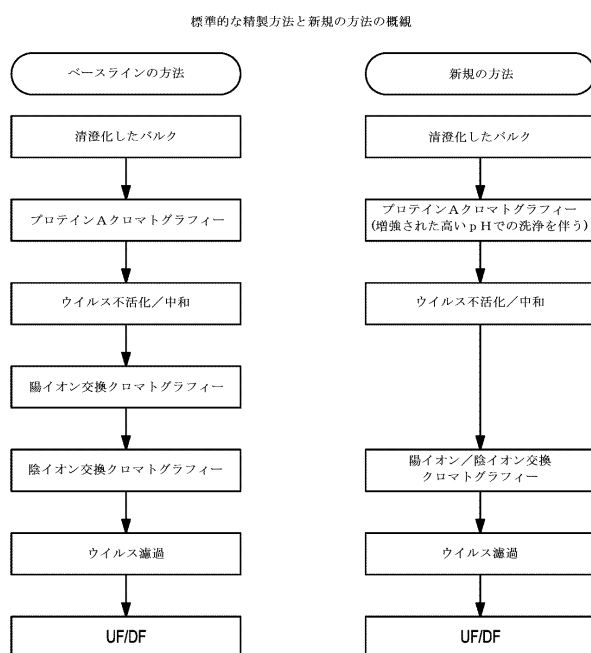 標準的な精製方法と新規の方法の概観
ベースラインの方法
清澄化したバルク
プロテインAクロマトグラフィー
ウイルス不活化／中和
陽イオン交換クロマトグラフィー
陰イオン交換クロマトグラフィー
ウイルス濾過
UF/DF
新規の方法
清澄化したバルク
プロテインAクロマトグラフィー
(増強された高いｐＨでの洗浄を伴う)
ウイルス不活化／中和
陽イオン／陰イオン交換
クロマトグラフィー
ウイルス濾過
UF/DF